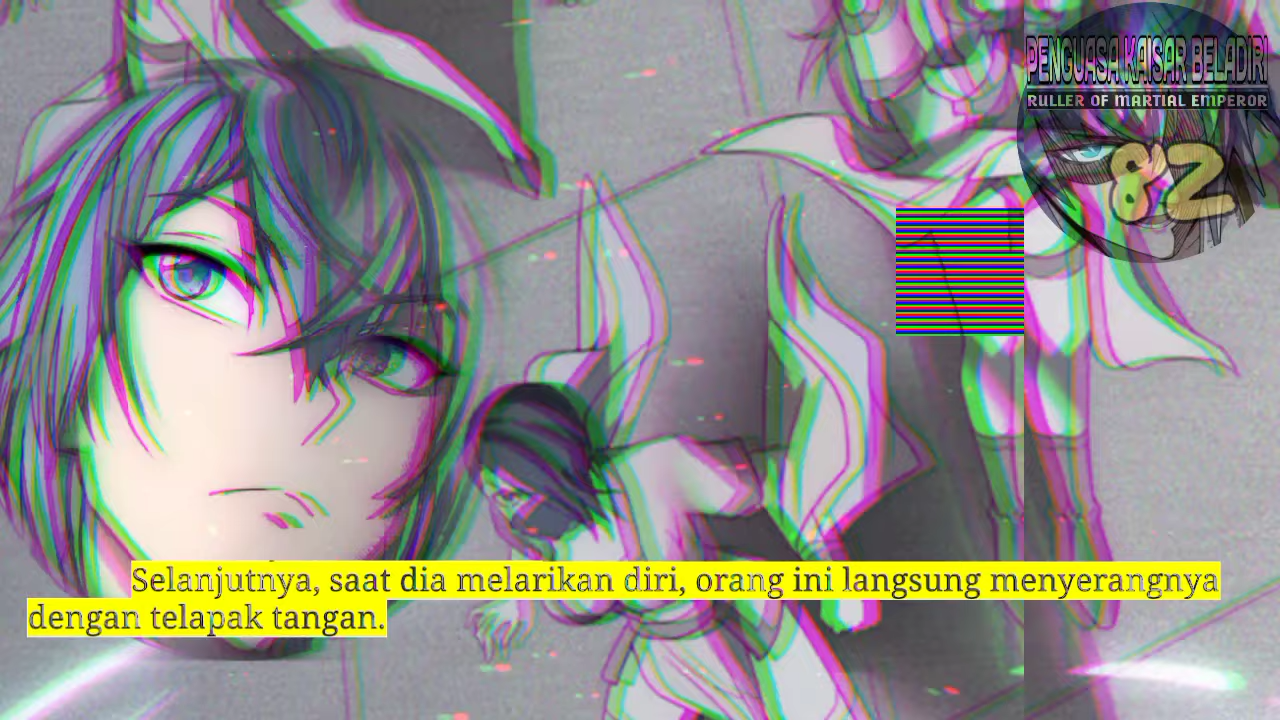 PENGUASA KAISAR BELADIRI
RULLER OF MARTIAL EMPEROR
82
Selanjutnya, saat dia melarikan diri, orang ini langsung menyerangnya
dengan telapak tangan.